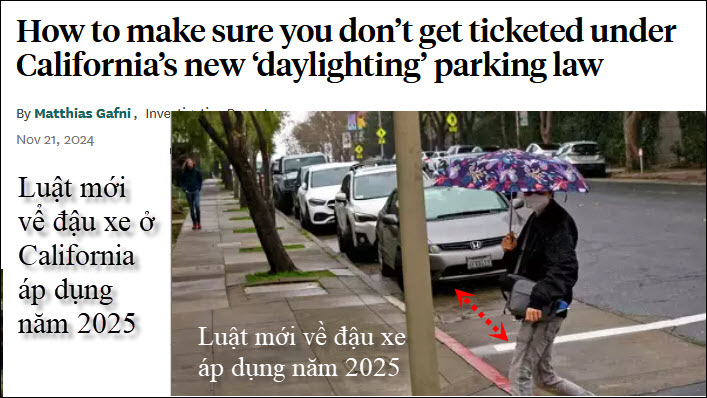 How to make sure you don’t get ticketed under
California’s new ‘daylighting’ parking law
By Matthias Gafni,
Nov 21, 2024
Luật mới
về đậu xe ở
California
áp dụng
năm 2025
Luật mới về đậu xe
áp dụng năm 2025